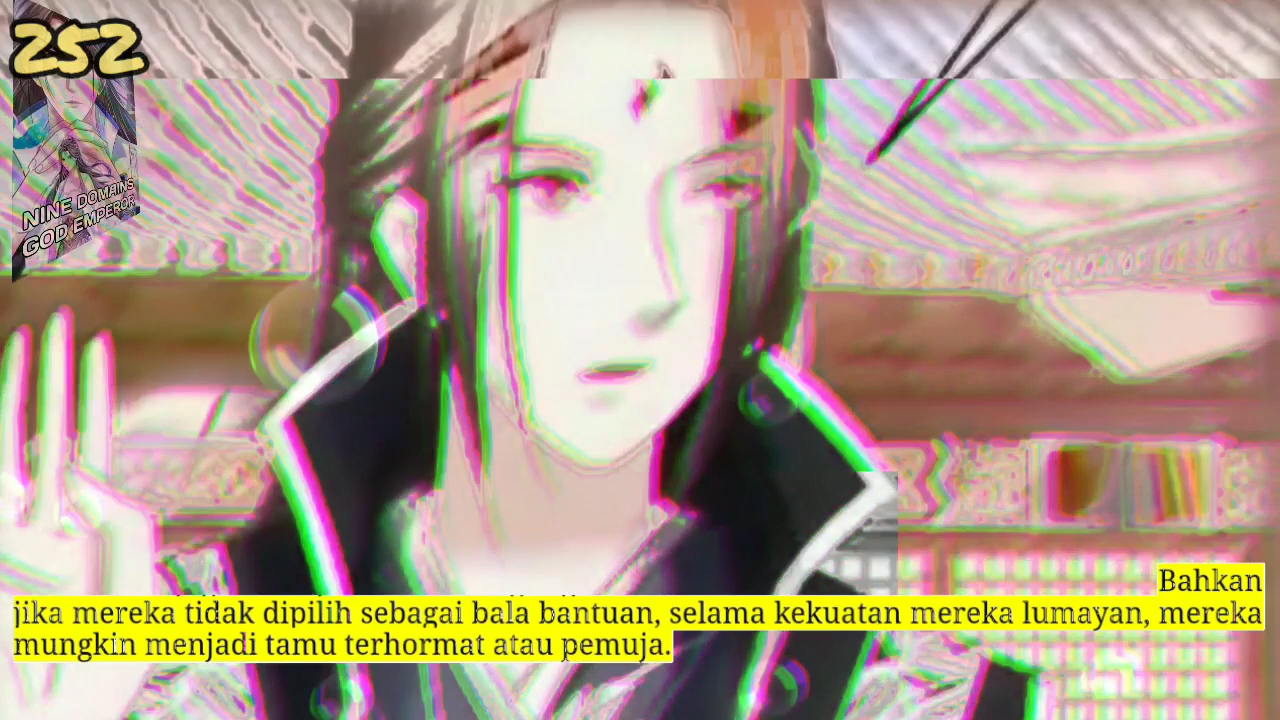 252
NINE DOMAINS
GOD EMPEROR
Bahkan
jika mereka tidak dipilih sebagai bala bantuan, selama kekuatan mereka lumayan, mereka
mungkin menjadi tamu terhormat atau pemuja.